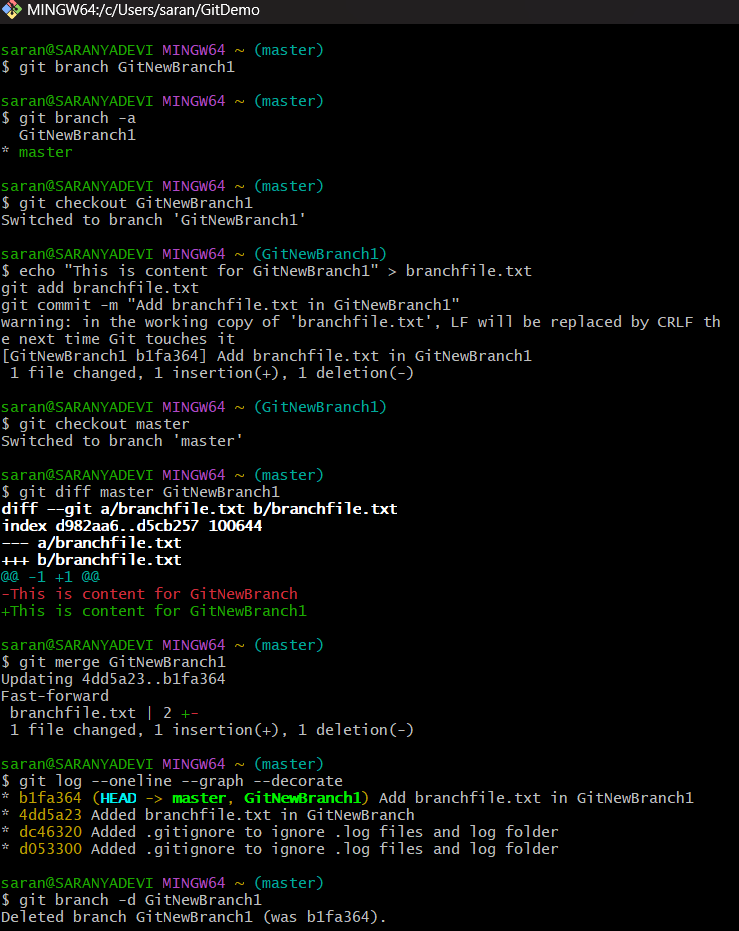 MINGW64:/c/Users/saran/GitDemo
saran@SARANYADEVI MINGW64 ~ (master)
$ git branch GitNewBranch1
saran@SARANYADEVI MINGW64 ~ (master)
$ git branch -a
  GitNewBranch1
* master
saran@SARANYADEVI MINGW64 ~ (master)
$ git checkout GitNewBranch1
Switched to branch 'GitNewBranch1'
saran@SARANYADEVI MINGW64 ~ (GitNewBranch1)
$ echo "This is content for GitNewBranch1" > branchfile.txt
git add branchfile.txt
git commit -m "Add branchfile.txt in GitNewBranch1"
warning: in the working copy of 'branchfile.txt', LF will be replaced by CRLF th
e next time Git touches it
[GitNewBranch1 b1fa364] Add branchfile.txt in GitNewBranch1
 1 file changed, 1 insertion(+), 1 deletion(-)
saran@SARANYADEVI MINGW64 ~ (GitNewBranch1)
$ git checkout master
Switched to branch 'master'
saran@SARANYADEVI MINGW64 ~ (master)
$ git diff master GitNewBranch1
diff --git a/branchfile.txt b/branchfile.txt
index d982aa6..d5cb257 100644
--- a/branchfile.txt
+++ b/branchfile.txt
@@ -1 +1 @@
-This is content for GitNewBranch
+This is content for GitNewBranch1
saran@SARANYADEVI MINGW64 ~ (master)
$ git merge GitNewBranch1
Updating 4dd5a23..b1fa364
Fast-forward
 branchfile.txt | 2 +-
 1 file changed, 1 insertion(+), 1 deletion(-)
saran@SARANYADEVI MINGW64 ~ (master)
$ git log --oneline --graph --decorate
* b1fa364 (HEAD -> master, GitNewBranch1) Add branchfile.txt in GitNewBranch1
* 4dd5a23 Added branchfile.txt in GitNewBranch
* dc46320 Added .gitignore to ignore .log files and log folder
* d053300 Added .gitignore to ignore .log files and log folder
saran@SARANYADEVI MINGW64 ~ (master)
$ git branch -d GitNewBranch1
Deleted branch GitNewBranch1 (was b1fa364).